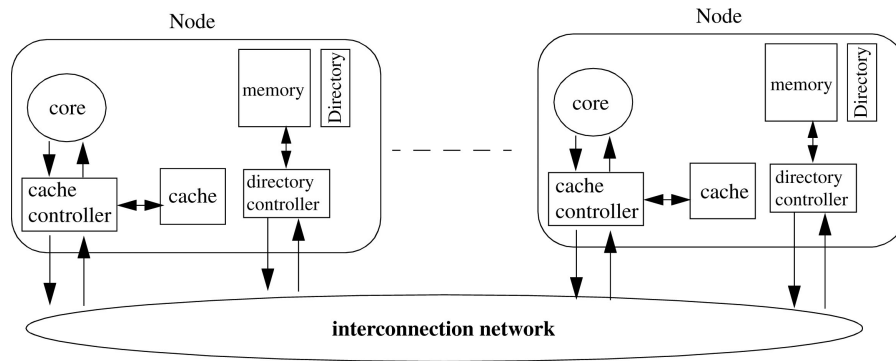 Node
core
memory
Directory
cache
controller
cache
directory
controller
Node
core
memory
Directory
cache
controller
cache
directory
controller
interconnection network